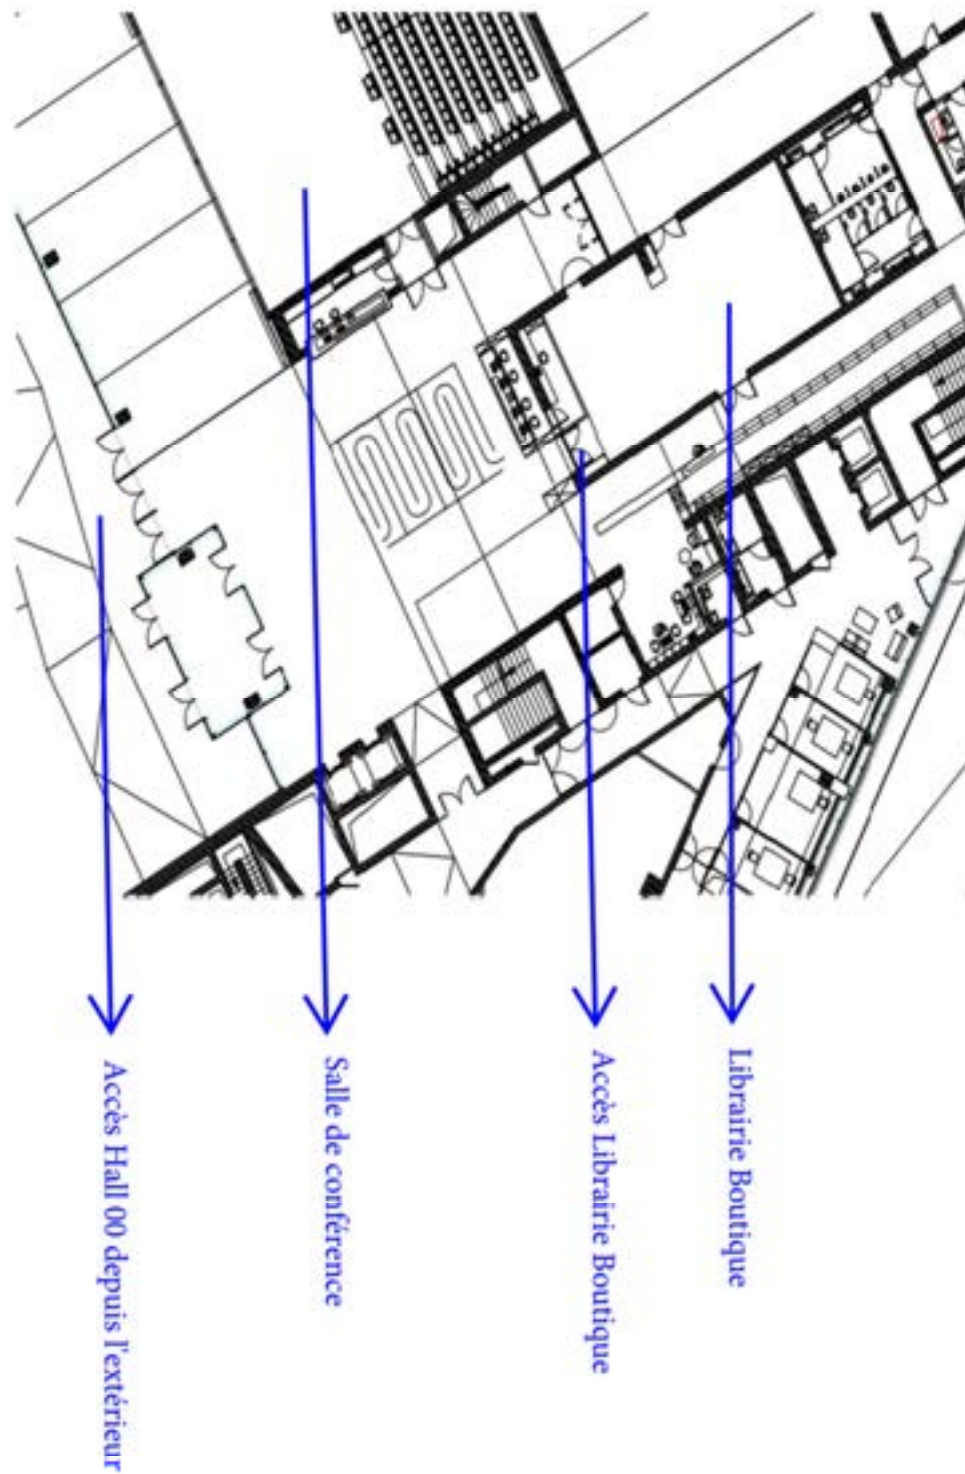 Librairie Boutique
Accès Librairie Boutique
Salle de conférence
Accès Hall 00 depuis l'extérieur